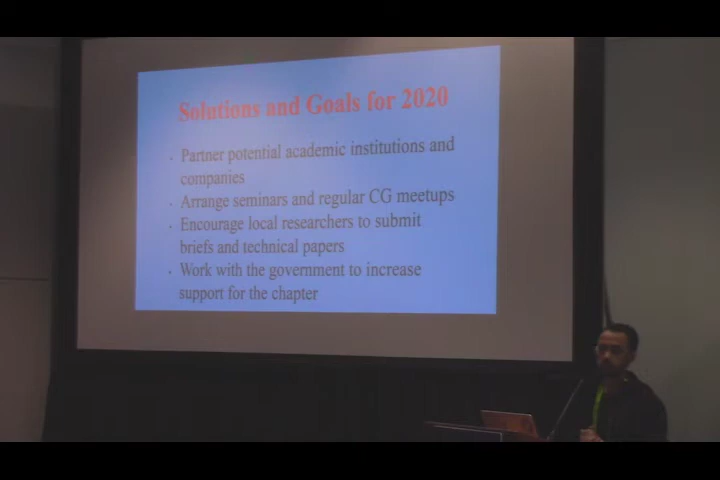 Solutions and Goals for 2020
Partner potential academic institutions and
companies
Arrange seminars and regular CG meetups
Encourage local researchers to submit
briefs and technical papers
Work with the government to increase
support for the chapter